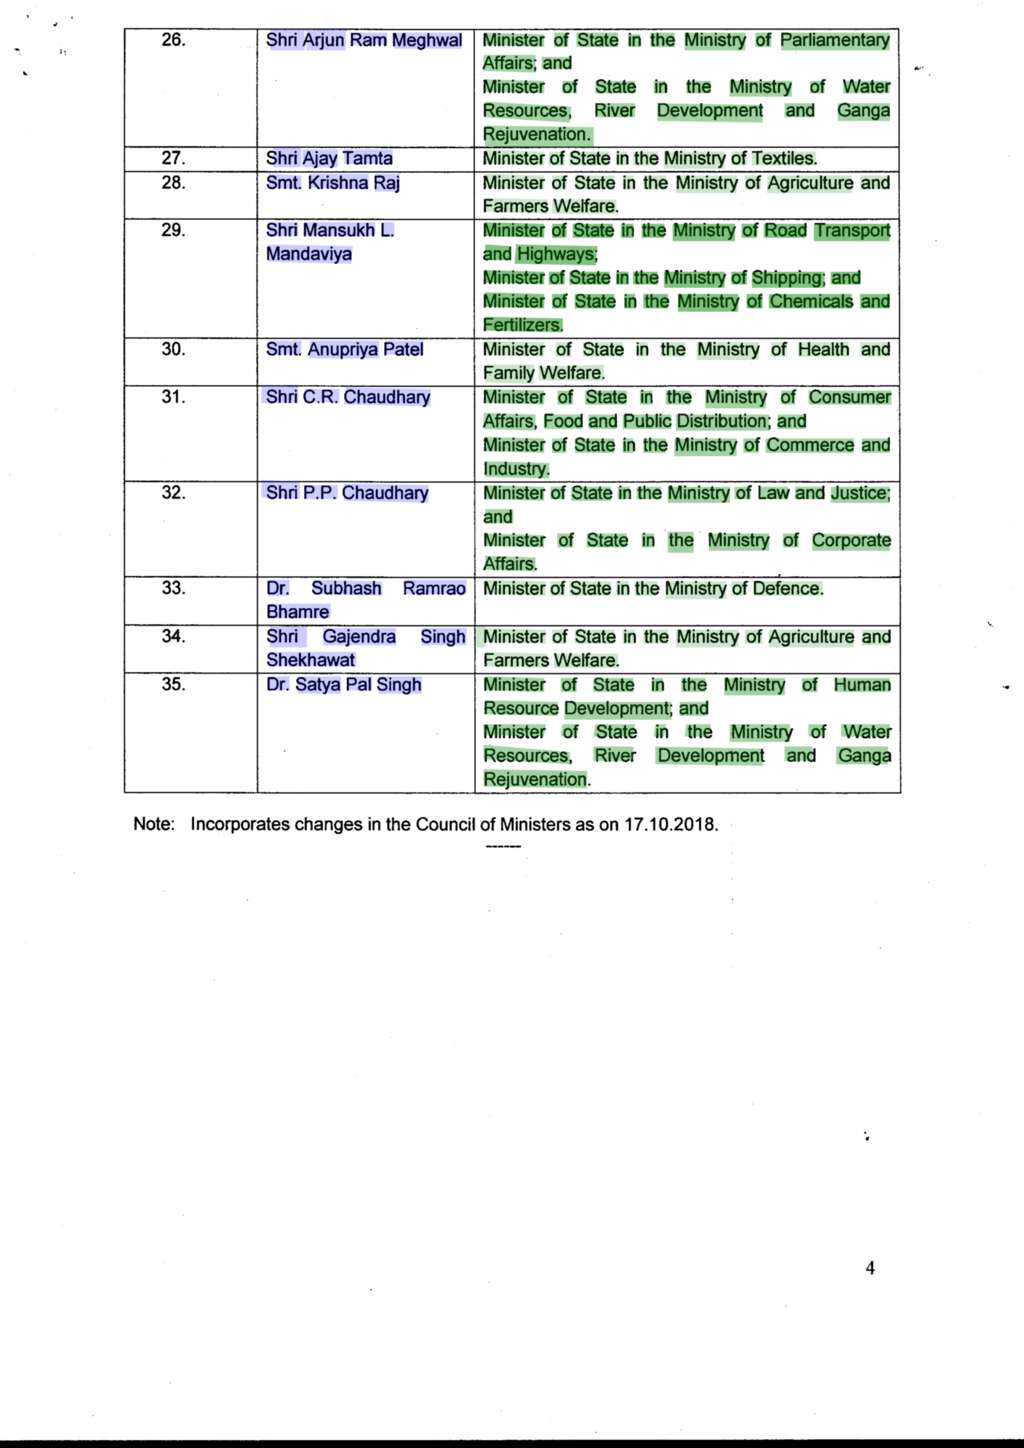 26. Shri Arjun Ram Meghwal Minister of State in the Ministry of Parliamentary
Affairs; and
Minister of State in the Ministry of Water
Resources, River Development and Ganga
Rejuvenation.
27. Shri Ajay Tamta Minister of State in the Ministry of Textiles.
28. Smt. Krishna Raj Minister of State in the Ministry of Agriculture and
Farmers Welfare.
29. Shri Mansukh L. Minister of State in the Ministry of Road Transport
Mandaviya and Highways;
Minister of State in the Ministry of Shipping; and
Minister of State in the Ministry of Chemicals and
Fertilizers.
30. Smt. Anupriya Patel Minister of State in the Ministry of Health and
Family Welfare.
31. Shri C.R. Chaudhary Minister of State in the Ministry of Consumer
Affairs, Food and Public Distribution; and
Minister of State in the Ministry of Commerce and
Industry.
32. Shri P.P. Chaudhary Minister of State in the Ministry of Law and Justice;
and
Minister of State in the Ministry of Corporate
Affairs.
33. Dr. Subhash Ramrao Minister of State in the Ministry of Defence.
Bhamre
34. Shri Gajendra Singh Minister of State in the Ministry of Agriculture and
Shekhawat Farmers Welfare.
35. Dr. Satya Pal Singh Minister of State in the Ministry of Human
Resource Development; and
Minister of State in the Ministry of Water
Resources, River Development and Ganga
Rejuvenation.
Note: Incorporates changes in the Council of Ministers as on 17.10.2018.
------
4